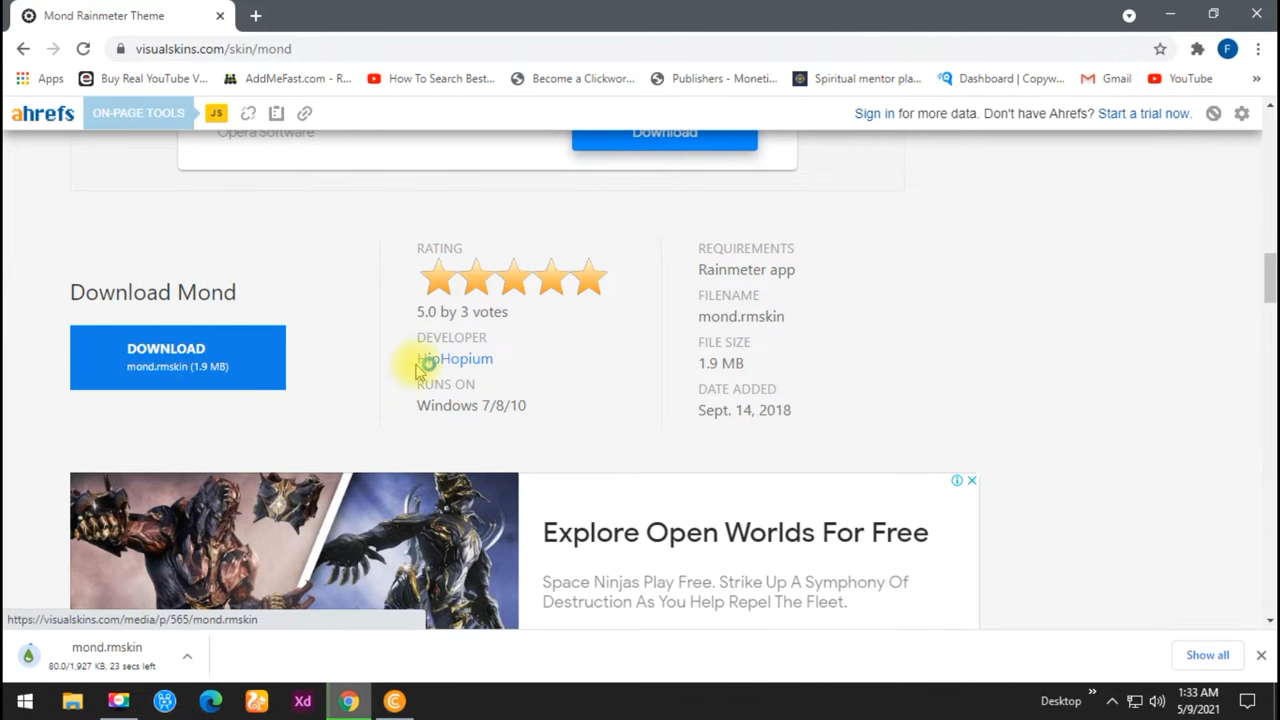 Mond Rainmeter Theme
visualskins.com/skin/mond
F
Apps
Buy Real YouTube V...
AddMeFast.com - R...
How To Search Best...
Become a Clickwor...
Publishers - Moneti...
Spiritual mentor pla...
Dashboard | Copyw...
Gmail
YouTube
»
ahrefs
ON-PAGE TOOLS
JS
Sign in for more data. Don't have Ahrefs? Start a trial now.
Opera Software
Download
Download Mond
DOWNLOAD
mond.rmskin (1.9 MB)
RATING
5.0 by 3 votes
DEVELOPER
HipHopium
RUNS ON
Windows 7/8/10
REQUIREMENTS
Rainmeter app
FILENAME
mond.rmskin
FILE SIZE
1.9 MB
DATE ADDED
Sept. 14, 2018
Explore Open Worlds For Free
Space Ninjas Play Free. Strike Up A Symphony Of
Destruction As You Help Repel The Fleet.
https://visualskins.com/media/p/565/mond.rmskin
mond.rmskin
80.0/1,927 KB, 23 secs left
Show all
Xd
Desktop
»
1:33 AM
5/9/2021